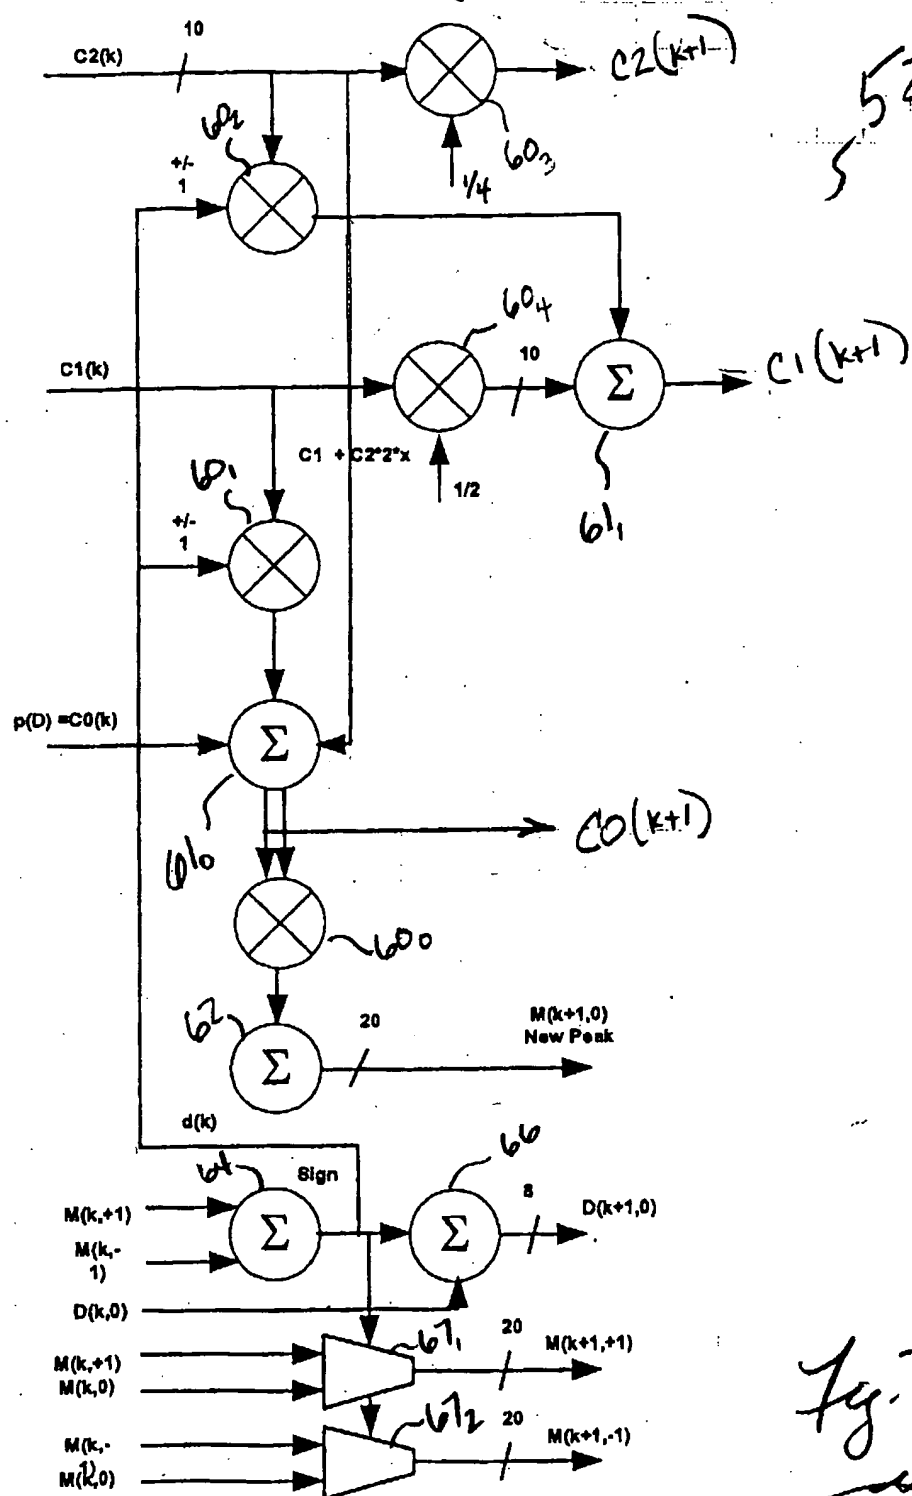 10
C2(k)
C2(k+1)
60₂
60₃
1/4
+/-
1
60₄
10
C1(k)
C1(k+1)
Σ
C1 + C2*2*x
1/2
60₁
61₁
+/-
1
p(D) =C0(k)
Σ
C0(k+1)
61₀
60₀
62
20
M(k+1,0)
New Peak
Σ
d(k)
64
Sign
66
8
D(k+1,0)
M(k,+1)
Σ
Σ
M(k,-
1)
D(k,0)
67₁
20
M(k+1,+1)
M(k,+1)
M(k,0)
67₂
20
M(k+1,-1)
M(k,-
1)
M(k,0)
Fig.